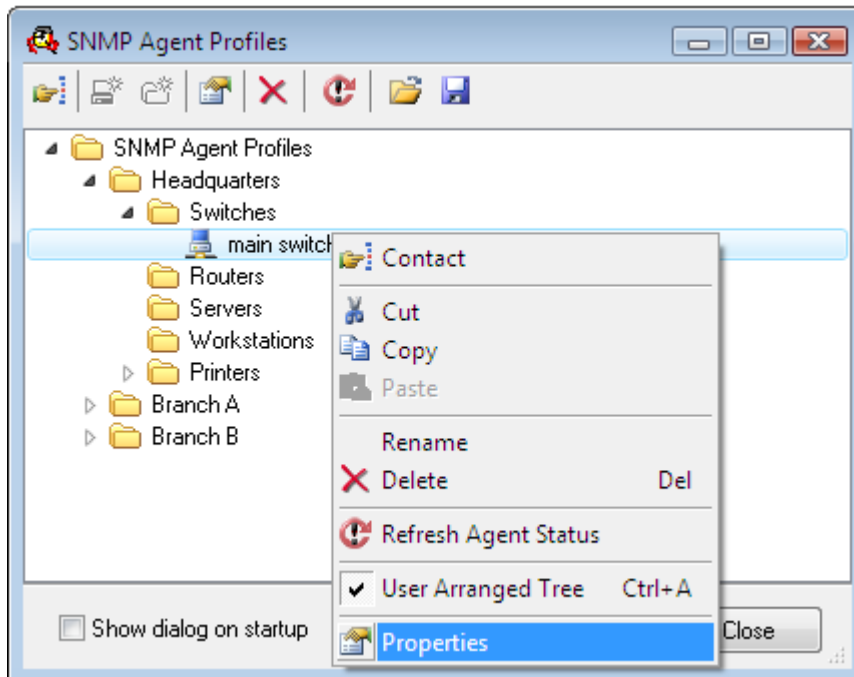 SNMP Agent Profiles
SNMP Agent Profiles
Headquarters
Switches
main switch
Routers
Servers
Workstations
Printers
Branch A
Branch B
Contact
Cut
Copy
Paste
Rename
Delete Del
Refresh Agent Status
User Arranged Tree Ctrl+A
Properties
Show dialog on startup
Close